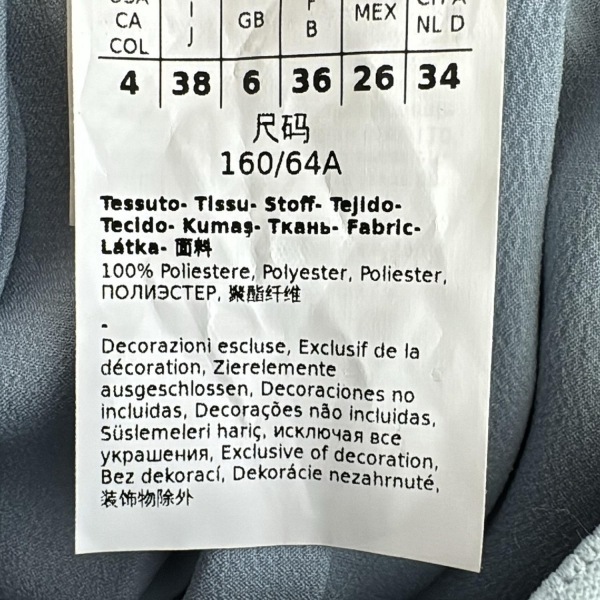 CA I GB F MEX CH A
COL J B NL D
4 38 6 36 26 34
尺码
160/64A
Tessuto- Tissu- Stoff- Tejido-
Tecido- Kumaş- Ткань- Fabric-
Látka- 面料
100% Poliestere, Polyester, Poliester,
ПОЛИЭСТЕР, 聚酯纤维
-
Decorazioni escluse, Exclusif de la
décoration, Zierelemente
ausgeschlossen, Decoraciones no
incluidas, Decorações não incluidas,
Süslemeleri hariç, исключая все
украшения, Exclusive of decoration,
Bez dekorací, Dekorácie nezahrnuté,
装饰物除外